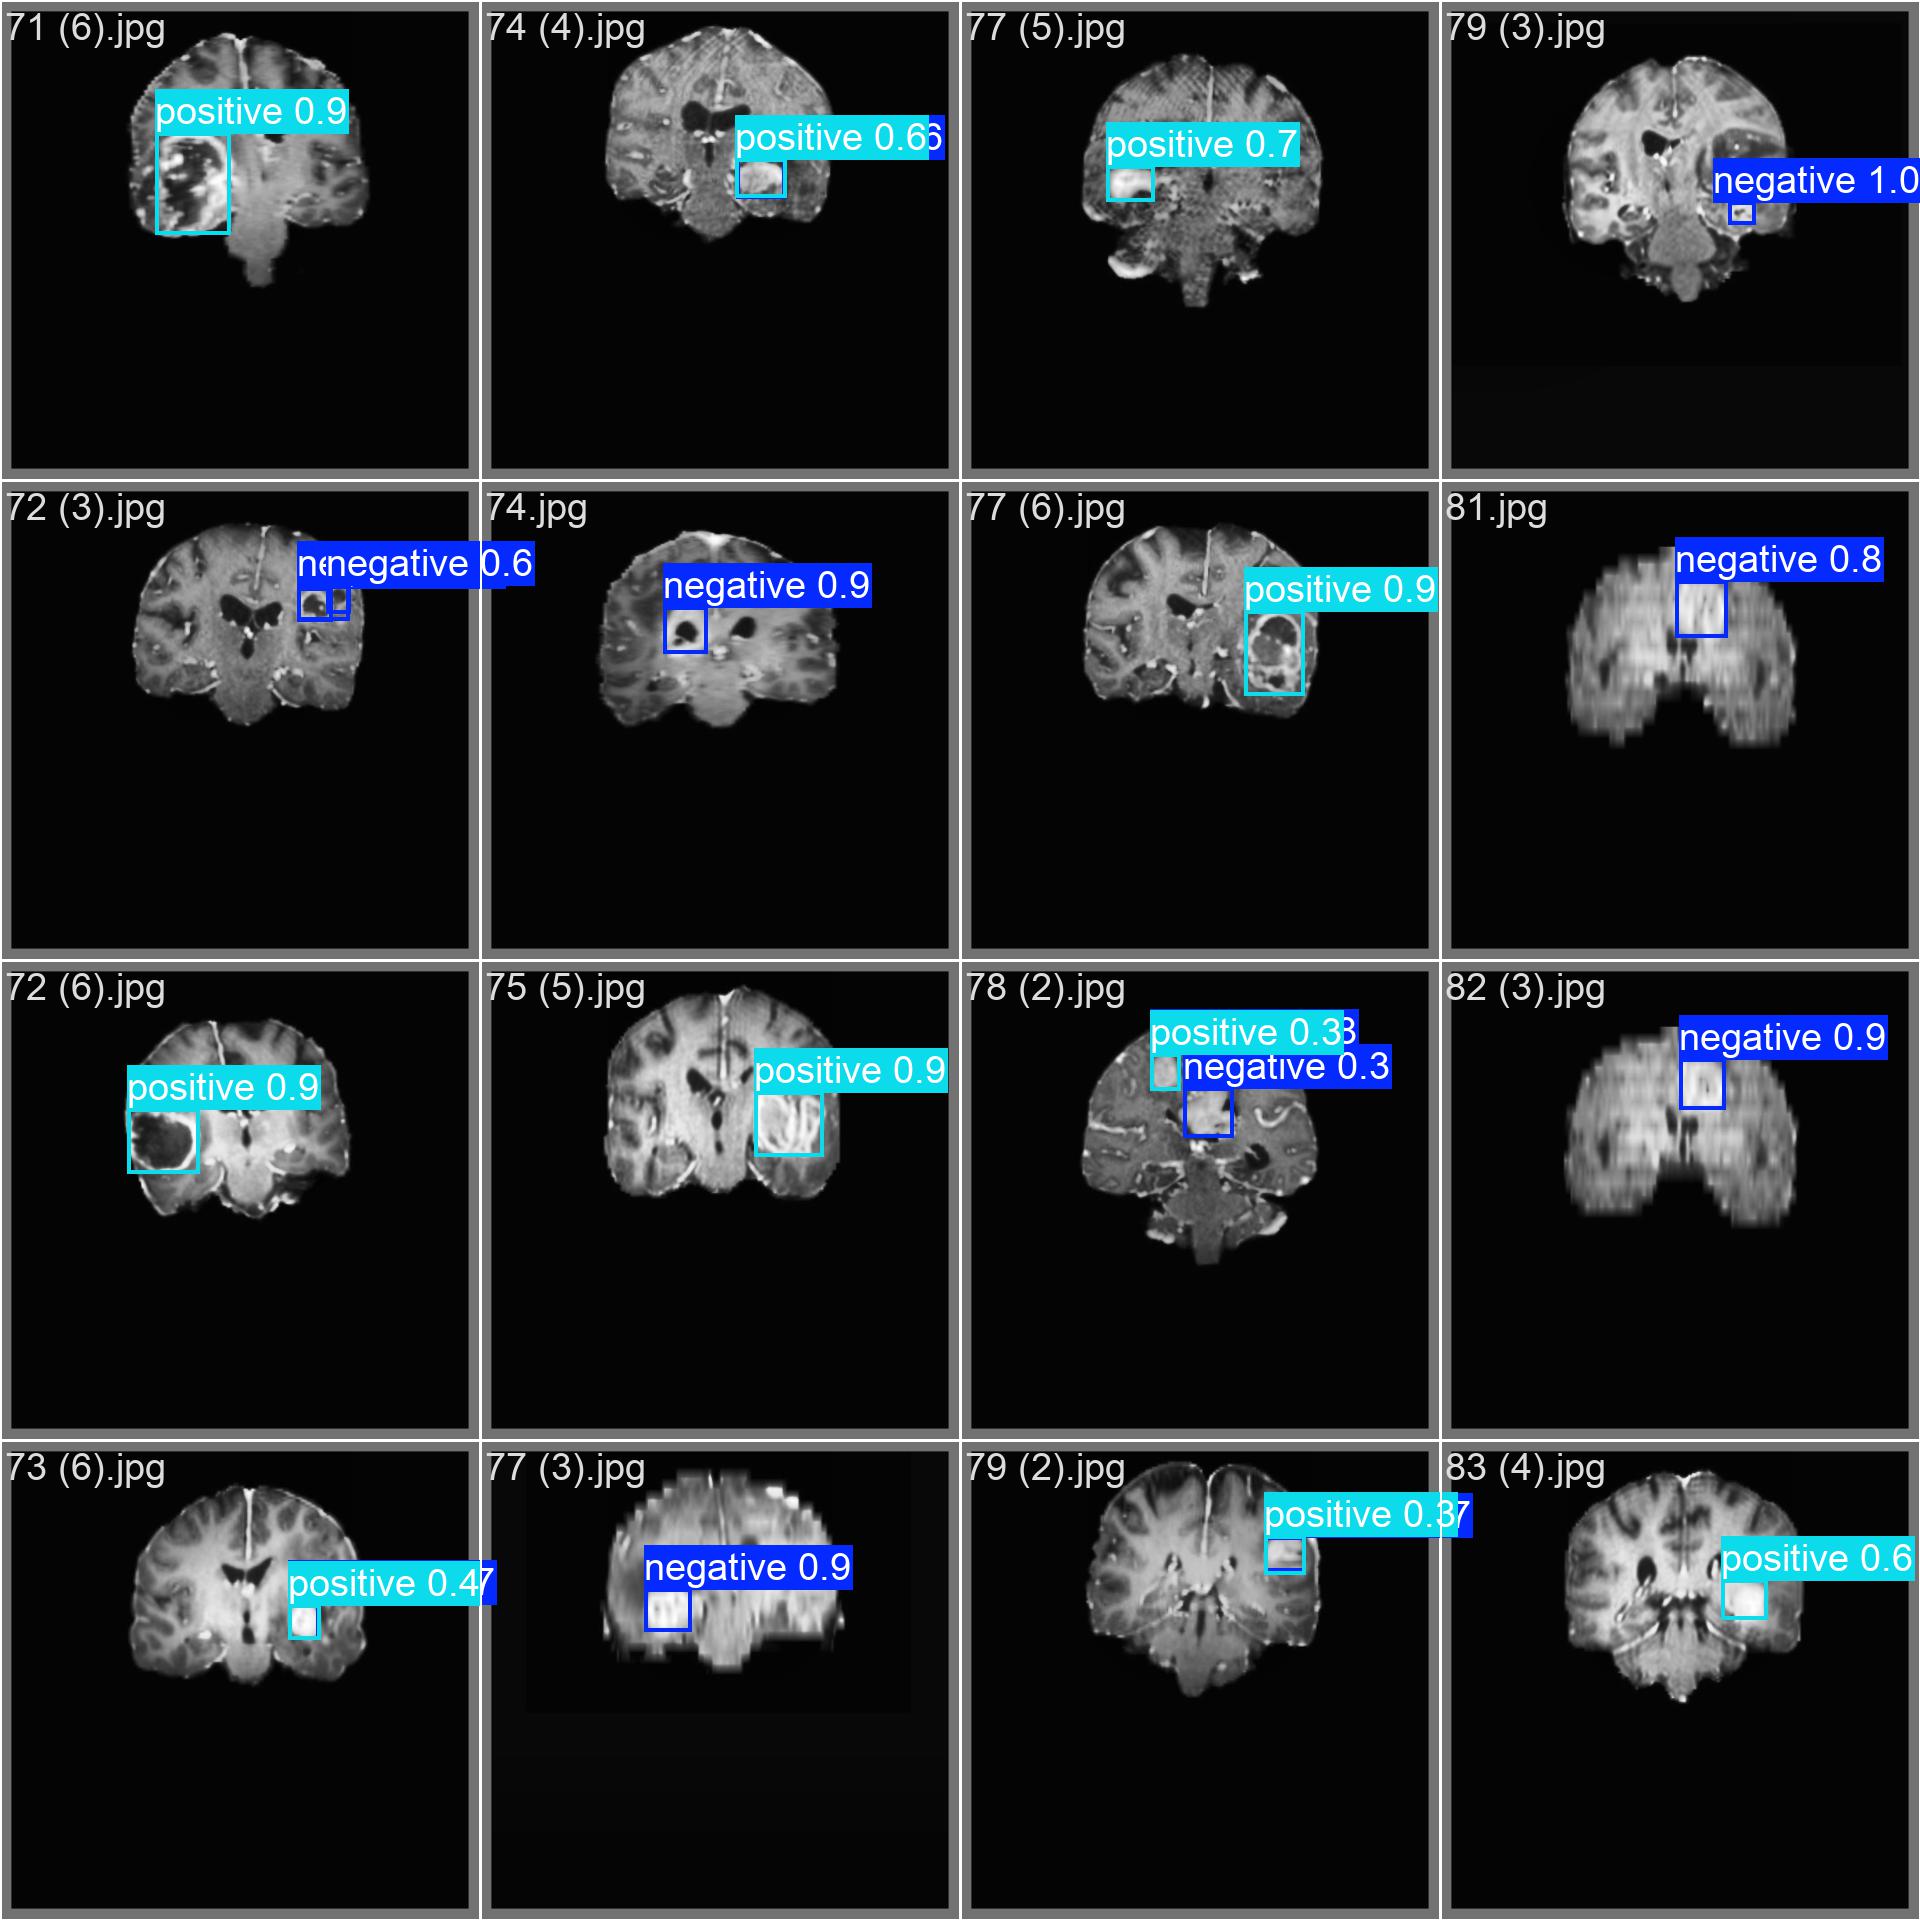 71 (6).jpg
positive 0.9
74 (4).jpg
positive 0.6
6
77 (5).jpg
positive 0.7
79 (3).jpg
negative 1.0
72 (3).jpg
negative 0.6
74.jpg
negative 0.9
77 (6).jpg
positive 0.9
81.jpg
negative 0.8
72 (6).jpg
positive 0.9
75 (5).jpg
positive 0.9
78 (2).jpg
positive 0.3
negative 0.3
82 (3).jpg
negative 0.9
73 (6).jpg
positive 0.4
7
77 (3).jpg
negative 0.9
79 (2).jpg
positive 0.3
7
83 (4).jpg
positive 0.6